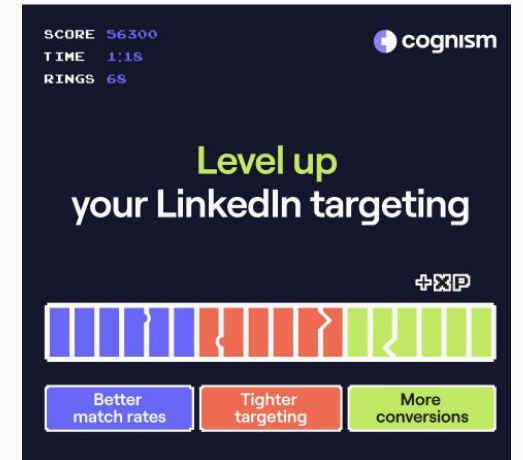 SCORE 56300
TIME 1:18
RINGS 68
cognism
Level up
your LinkedIn targeting
+XP
Better
match rates
Tighter
targeting
More
conversions